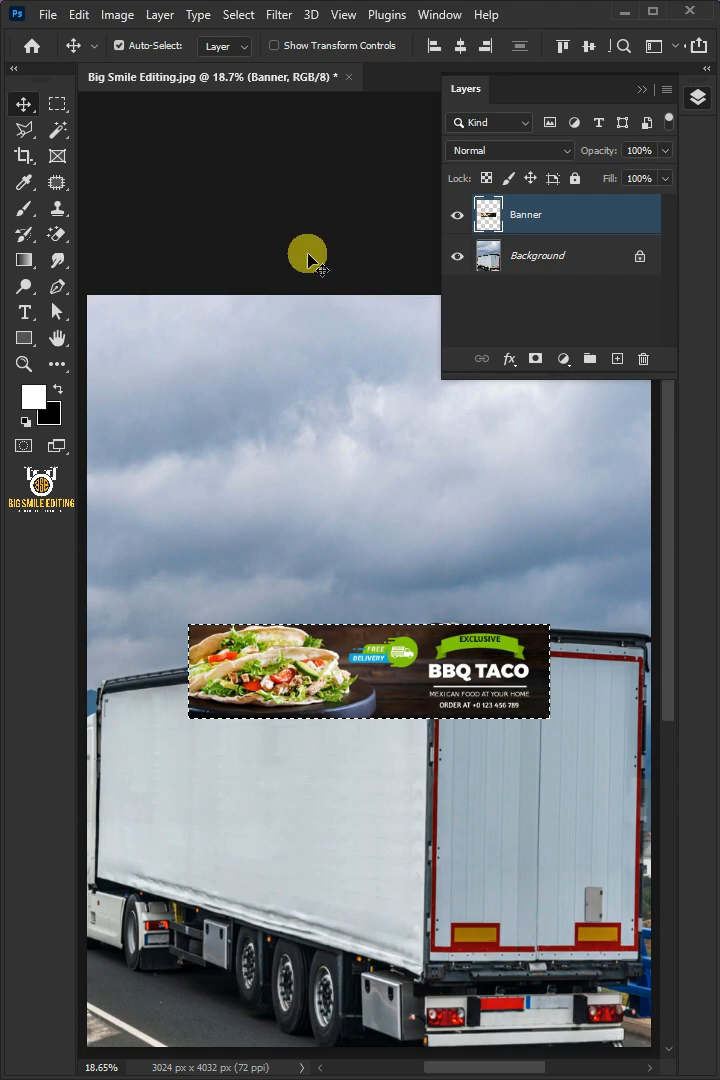 Ps File Edit Image Layer Type Select Filter 3D View Plugins Window Help
Auto-Select: Layer Show Transform Controls
Big Smile Editing.jpg @ 18.7% (Banner, RGB/8) * ×
Layers
Kind
Normal Opacity: 100%
Lock: Fill: 100%
Banner
Background
fx
BIG SMILE EDITING
FREE
DELIVERY
EXCLUSIVE
BBQ TACO
MEXICAN FOOD AT YOUR HOME
ORDER AT +0 123 456 789
18.65% 3024 px x 4032 px (72 ppi)